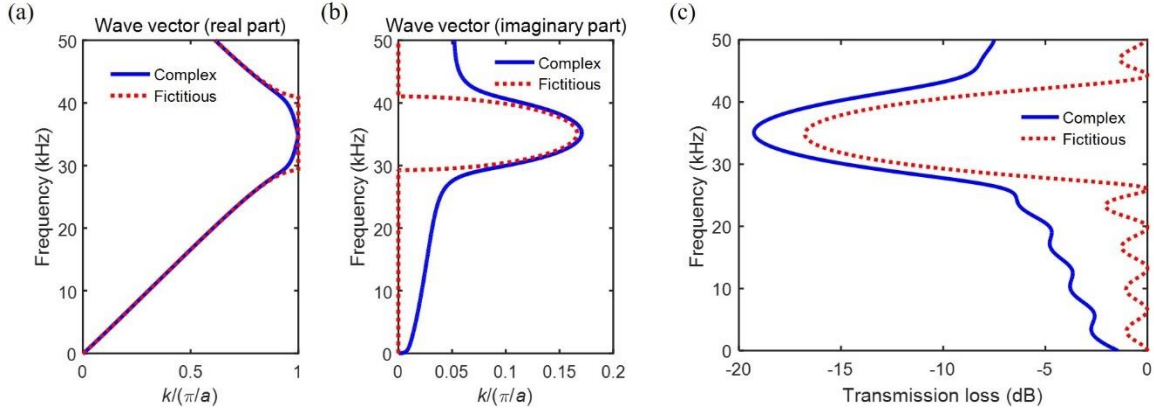 (a)
Wave vector (real part)
50
40
30
20
10
0
Frequency (kHz)
Complex
Fictitious
0
0.5
1
k/(π/a)
(b)
Wave vector (imaginary part)
50
40
30
20
10
0
Frequency (kHz)
Complex
Fictitious
0
0.05
0.1
0.15
0.2
k/(π/a)
(c)
50
40
30
20
10
0
Frequency (kHz)
Complex
Fictitious
-20
-15
-10
-5
0
Transmission loss (dB)